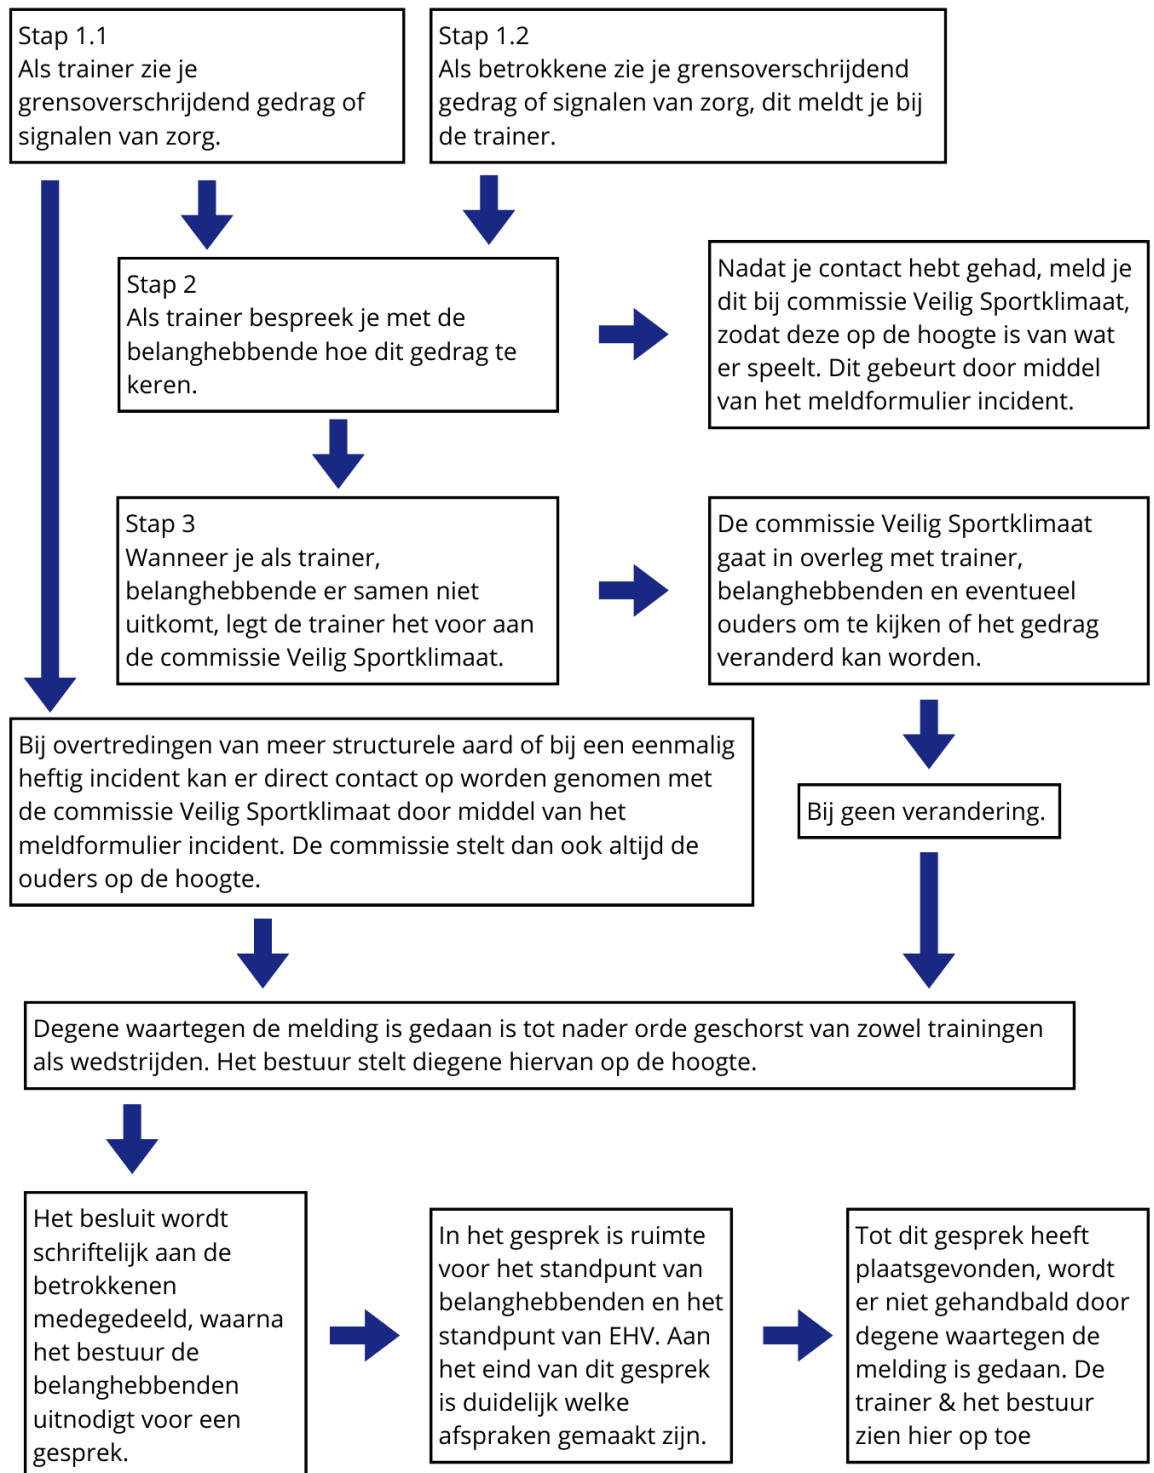 Stap 1.1
Als trainer zie je
grensoverschrijdend gedrag of
signalen van zorg.
Stap 1.2
Als betrokkene zie je grensoverschrijdend
gedrag of signalen van zorg, dit meldt je bij
de trainer.
Stap 2
Als trainer bespreek je met de
belanghebbende hoe dit gedrag te
keren.
Nadat je contact hebt gehad, meld je
dit bij commissie Veilig Sportklimaat,
zodat deze op de hoogte is van wat
er speelt. Dit gebeurt door middel
van het meldformulier incident.
Stap 3
Wanneer je als trainer,
belanghebbende er samen niet
uitkomt, legt de trainer het voor aan
de commissie Veilig Sportklimaat.
De commissie Veilig Sportklimaat
gaat in overleg met trainer,
belanghebbenden en eventueel
ouders om te kijken of het gedrag
veranderd kan worden.
Bij overtredingen van meer structurele aard of bij een eenmalig
heftig incident kan er direct contact op worden genomen met
de commissie Veilig Sportklimaat door middel van het
meldformulier incident. De commissie stelt dan ook altijd de
ouders op de hoogte.
Bij geen verandering.
Degene waartegen de melding is gedaan is tot nader orde geschorst van zowel trainingen
als wedstrijden. Het bestuur stelt diegene hiervan op de hoogte.
Het besluit wordt
schriftelijk aan de
betrokkenen
medegedeeld, waarna
het bestuur de
belanghebbenden
uitnodigt voor een
gesprek.
In het gesprek is ruimte
voor het standpunt van
belanghebbenden en het
standpunt van EHV. Aan
het eind van dit gesprek
is duidelijk welke
afspraken gemaakt zijn.
Tot dit gesprek heeft
plaatsgevonden, wordt
er niet gehandbald door
degene waartegen de
melding is gedaan. De
trainer & het bestuur
zien hier op toe